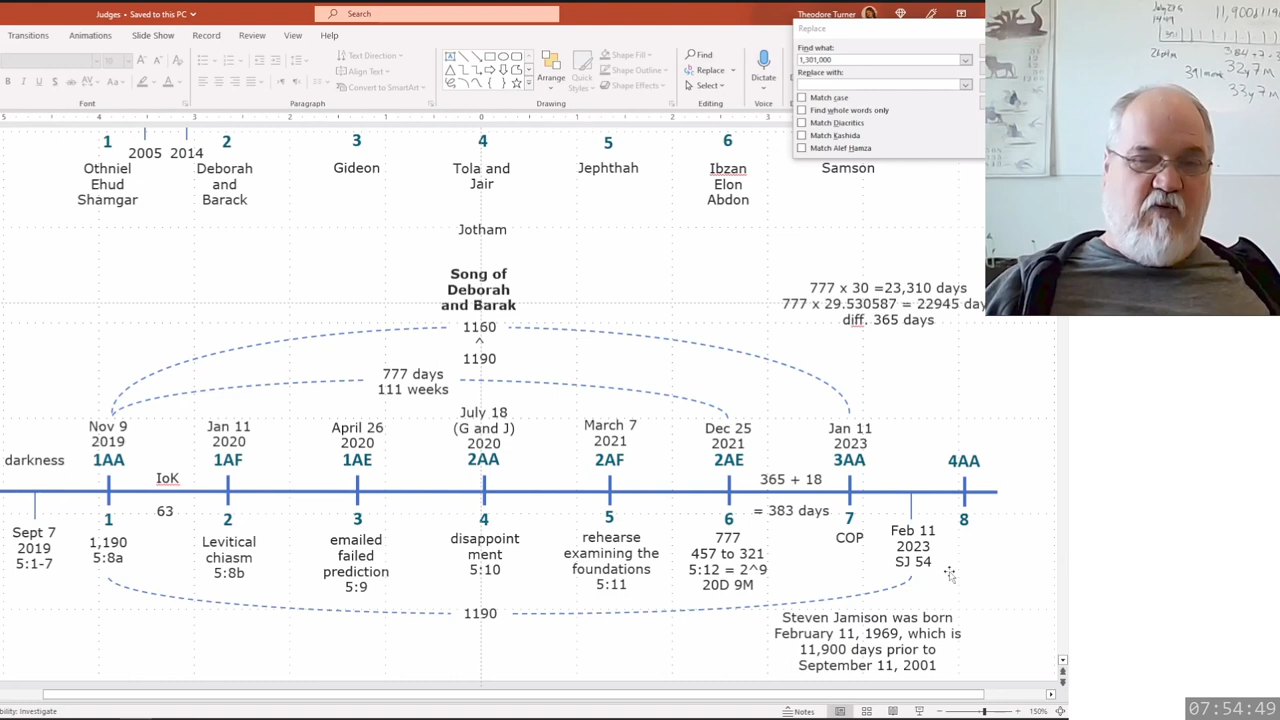 Judges • Saved to this PC
Search
Theodore Turner
Transitions
Animations
Slide Show
Record
Review
View
Help
Text Direction
Align Text
Convert to SmartArt
Arrange
Quick
Styles
Shape Fill
Shape Outline
Shape Effects
Find
Replace
Select
Dictate
Font
Paragraph
Drawing
Editing
Voice
Replace
Find what:
1,301,000
Replace with:
Match case
Find whole words only
Match Diacritics
Match Kashida
Match Alef Hamza
1
2005
2014
2
3
4
5
6
Othniel
Ehud
Shamgar
Deborah
and
Barack
Gideon
Tola and
Jair
Jephthah
Ibzan
Elon
Abdon
Samson
Jotham
Song of
Deborah
and Barak
777 x 30 =23,310 days
777 x 29.530587 = 22945 day
diff. 365 days
1160
^
1190
777 days
111 weeks
Nov 9
2019
Jan 11
2020
April 26
2020
July 18
(G and J)
2020
March 7
2021
Dec 25
2021
Jan 11
2023
darkness
1AA
1AF
1AE
2AA
2AF
2AE
3AA
4AA
IoK
365 + 18
63
= 383 days
1
2
3
4
5
6
7
8
Sept 7
2019
5:1-7
1,190
5:8a
Levitical
chiasm
5:8b
emailed
failed
prediction
5:9
disappoint
ment
5:10
rehearse
examining the
foundations
5:11
777
457 to 321
5:12 = 2^9
20D 9M
COP
Feb 11
2023
SJ 54
1190
Steven Jamison was born
February 11, 1969, which is
11,900 days prior to
September 11, 2001
bility: Investigate
Notes
150%
07:54:49